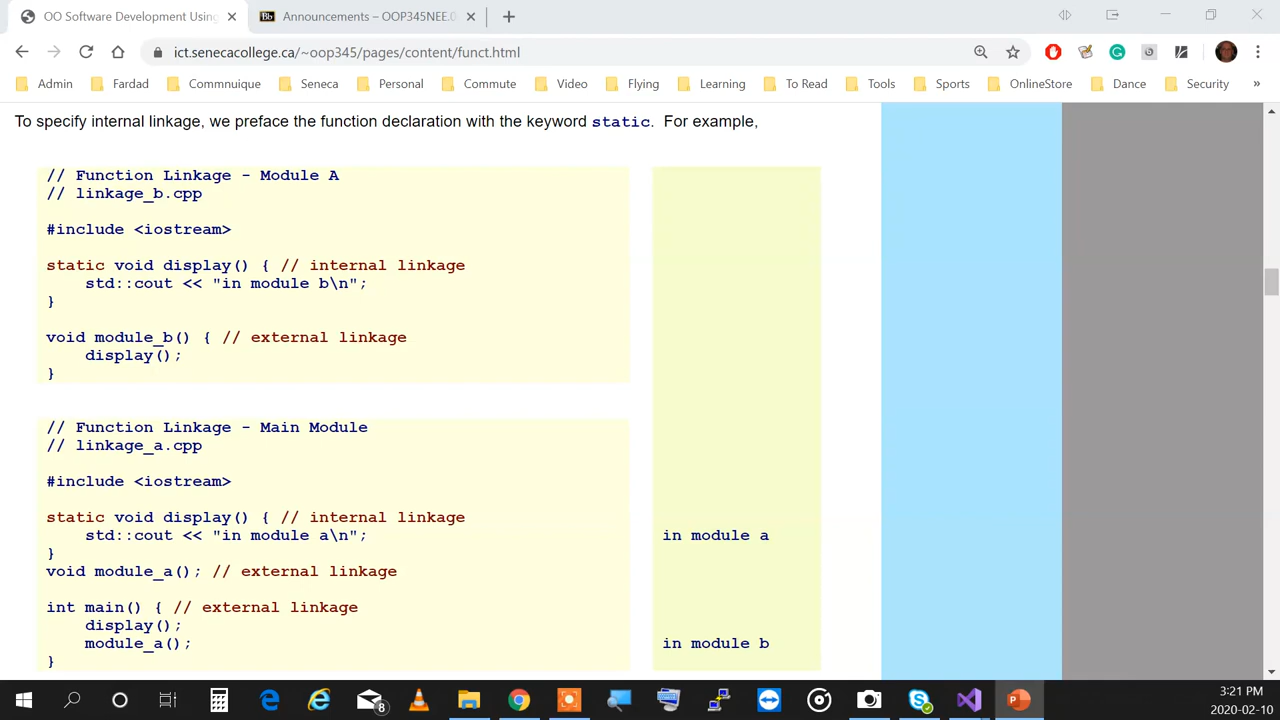 OO Software Development Using
Announcements – OOP345NEE.0
ict.senecacollege.ca/~oop345/pages/content/funct.html
Admin Fardad Commnuique Seneca Personal Commute Video Flying Learning To Read Tools Sports OnlineStore Dance Security »
To specify internal linkage, we preface the function declaration with the keyword static. For example,
// Function Linkage - Module A
// linkage_b.cpp
#include <iostream>
static void display() { // internal linkage
std::cout << "in module b\n";
}
void module_b() { // external linkage
display();
}
// Function Linkage - Main Module
// linkage_a.cpp
#include <iostream>
static void display() { // internal linkage
std::cout << "in module a\n";
in module a
}
void module_a(); // external linkage
int main() { // external linkage
display();
module_a();
in module b
}
8
3:21 PM
2020-02-10